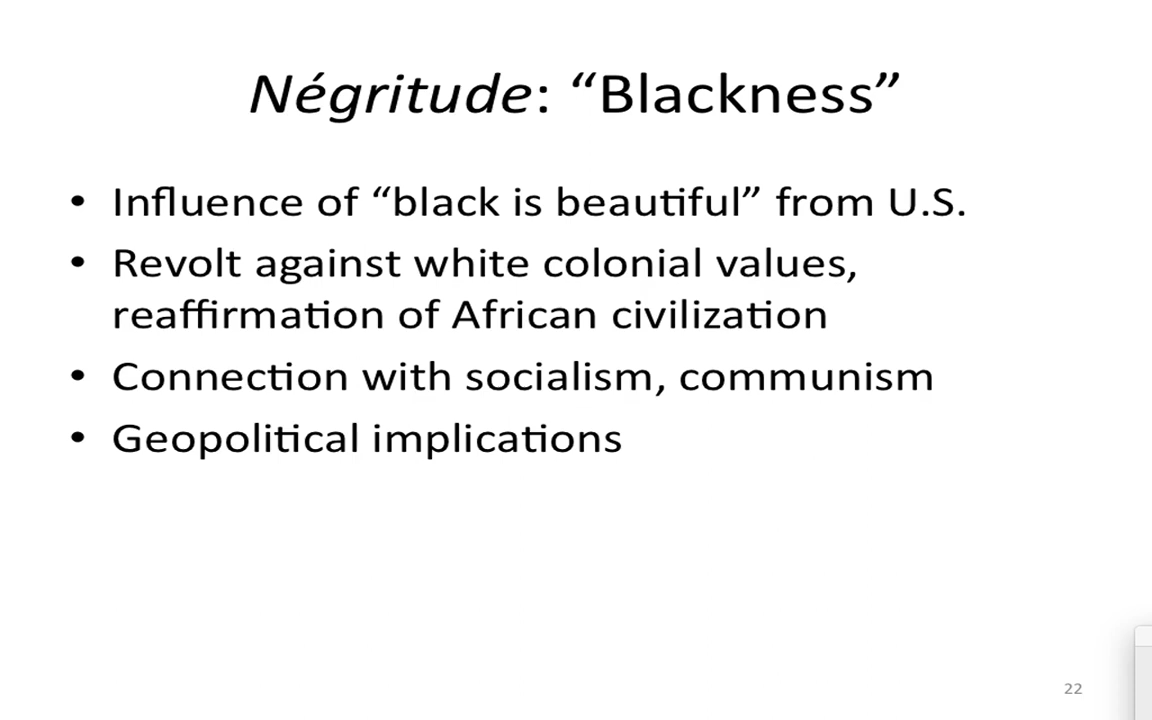 Négritude: “Blackness”
• Influence of “black is beautiful” from U.S.
• Revolt against white colonial values,
reaffirmation of African civilization
• Connection with socialism, communism
• Geopolitical implications
22